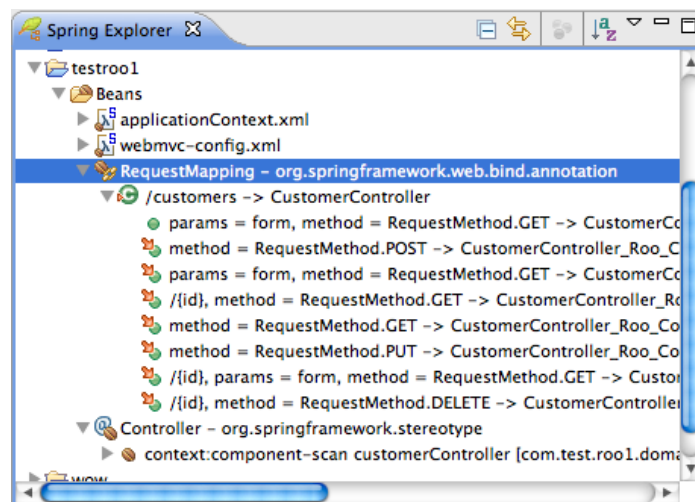 Spring Explorer
testroo1
Beans
applicationContext.xml
webmvc-config.xml
RequestMapping - org.springframework.web.bind.annotation
/customers -> CustomerController
params = form, method = RequestMethod.GET -> CustomerCo
method = RequestMethod.POST -> CustomerController_Roo_C
params = form, method = RequestMethod.GET -> CustomerCo
/{id}, method = RequestMethod.GET -> CustomerController_Ro
method = RequestMethod.GET -> CustomerController_Roo_Co
method = RequestMethod.PUT -> CustomerController_Roo_Co
/{id}, params = form, method = RequestMethod.GET -> Custo
/{id}, method = RequestMethod.DELETE -> CustomerController
Controller - org.springframework.stereotype
context:component-scan customerController [com.test.roo1.doma
wow